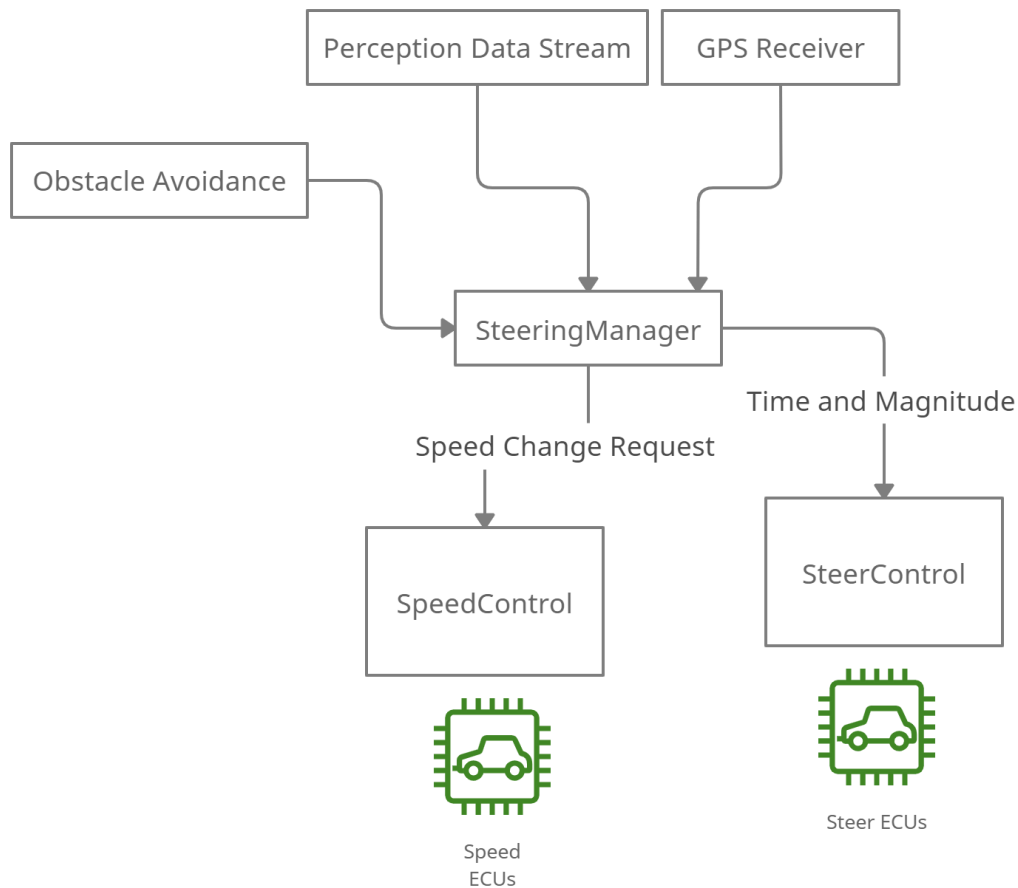 Perception Data Stream
GPS Receiver
Obstacle Avoidance
SteeringManager
Time and Magnitude
Speed Change Request
SteerControl
SpeedControl
Steer ECUs
Speed
ECUs